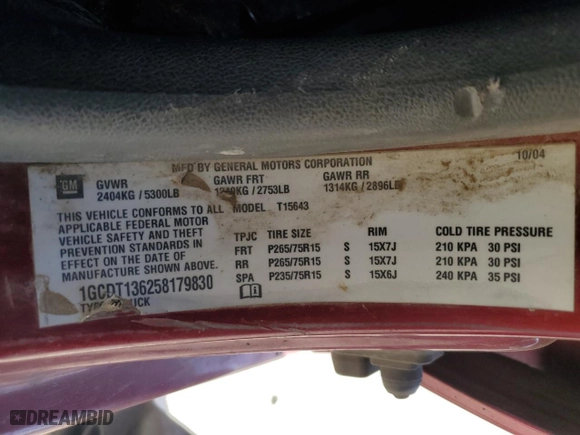 MFD BY GENERAL MOTORS CORPORATION 10/04
GM GVWR GAWR FRT GAWR RR
2404KG / 5300LB / 2753LB 1314KG / 2896LB
THIS VEHICLE CONFORMS TO ALL MODEL T15643
APPLICABLE FEDERAL MOTOR
VEHICLE SAFETY AND THEFT TPJC TIRE SIZE RIM COLD TIRE PRESSURE
PREVENTION STANDARDS IN FRT P265/75R15 S 15X7J 210 KPA 30 PSI
EFFECT ON THE DATE OF RR P265/75R15 S 15X7J 210 KPA 30 PSI
MANUFACTURE SHOWN ABOVE. SPA P235/75R15 S 15X6J 240 KPA 35 PSI
1GCDT136258179830
DREAMBID